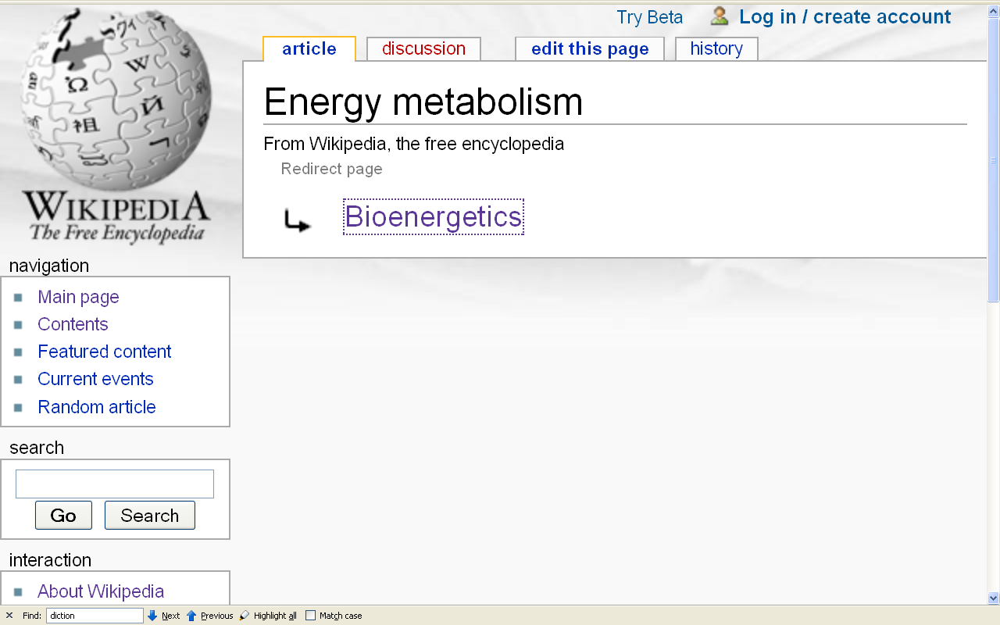 Try Beta Log in / create account
article discussion edit this page history
Energy metabolism
From Wikipedia, the free encyclopedia
Redirect page
Bioenergetics
WIKIPEDIA
The Free Encyclopedia
navigation
Main page
Contents
Featured content
Current events
Random article
search
Go Search
interaction
About Wikipedia
Find: diction Next Previous Highlight all Match case